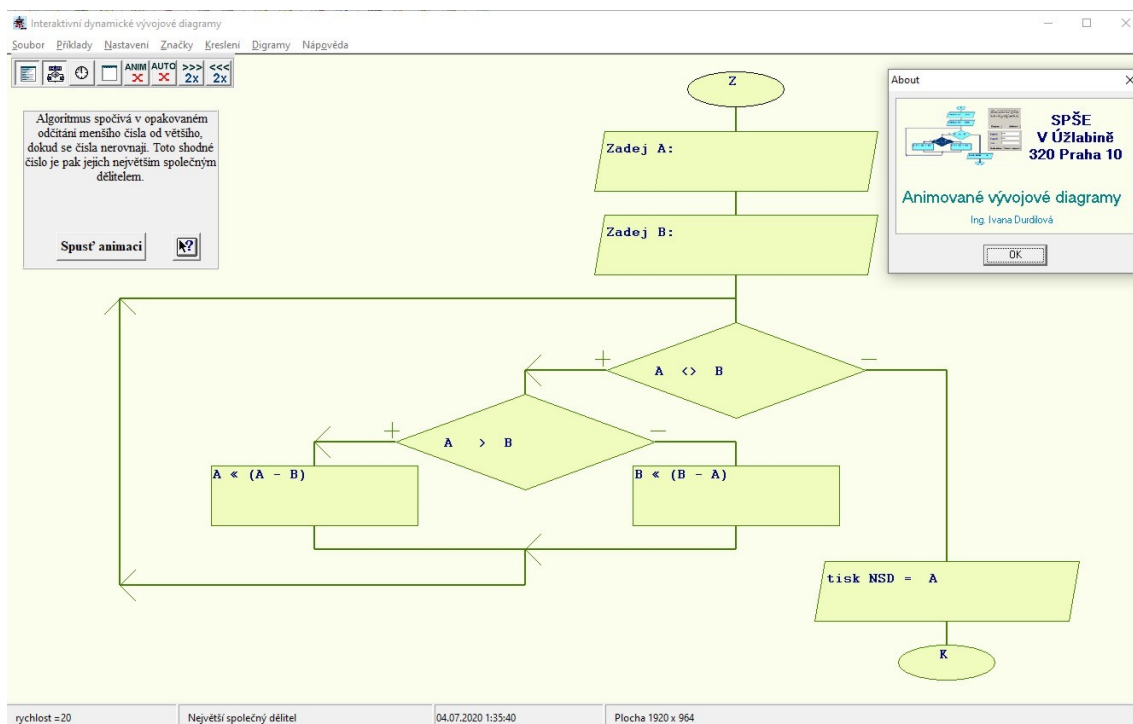 Interaktivní dynamické vývojové diagramy
Soubor Příklady Nastavení Značky Kreslení Digramy Nápověda
ANIM X AUTO X >>> 2x <<< 2x
Algoritmus spočívá v opakovaném
odčítání menšího čísla od většího,
dokud se čísla nerovnají. Toto shodné
číslo je pak jejich největším společným
dělitelem.
Spusť animaci
?
Z
Zadej A:
Zadej B:
+
A <> B
−
+
A > B
−
A « (A - B)
B « (B - A)
tisk NSD = A
K
About
SPŠE
V Úžlabině
320 Praha 10
Animované vývojové diagramy
Ing. Ivana Durdilová
OK
rychlost =20
Největší společný dělitel
04.07.2020 1:35:40
Plocha 1920 x 964